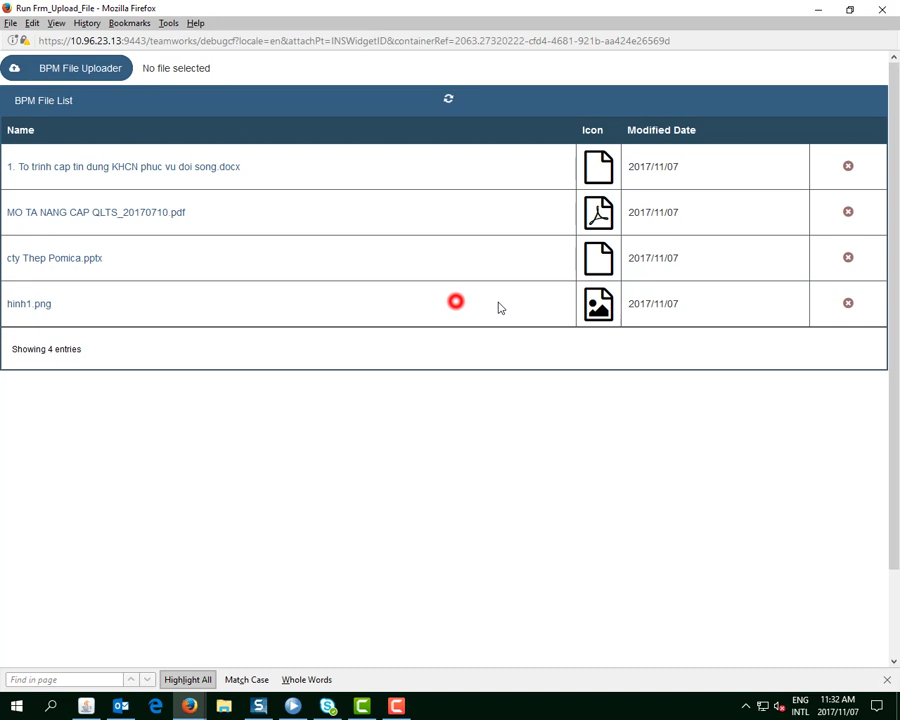 Run Frm_Upload_File - Mozilla Firefox
File Edit View History Bookmarks Tools Help
https://10.96.23.13:9443/teamworks/debugcf?locale=en&attachPt=INSWidgetID&containerRef=2063.27320222-cfd4-4681-921b-aa424e26569d
BPM File Uploader No file selected
BPM File List
Name Icon Modified Date
1. To trinh cap tin dung KHCN phuc vu doi song.docx 2017/11/07
MO TA NANG CAP QLTS_20170710.pdf 2017/11/07
cty Thep Pomica.pptx 2017/11/07
hinh1.png 2017/11/07
Showing 4 entries
Find in page Highlight All Match Case Whole Words
ENG 11:32 AM
INTL 2017/11/07